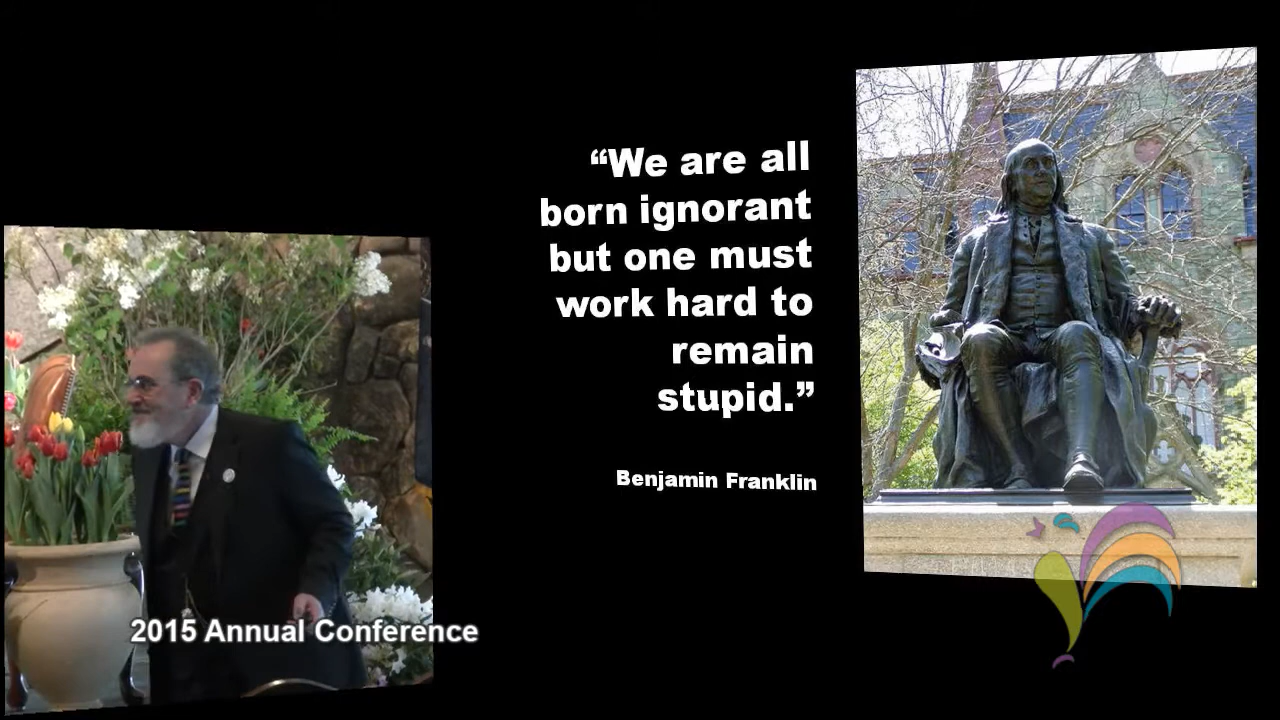 “We are all
born ignorant
but one must
work hard to
remain
stupid.”
Benjamin Franklin
2015 Annual Conference